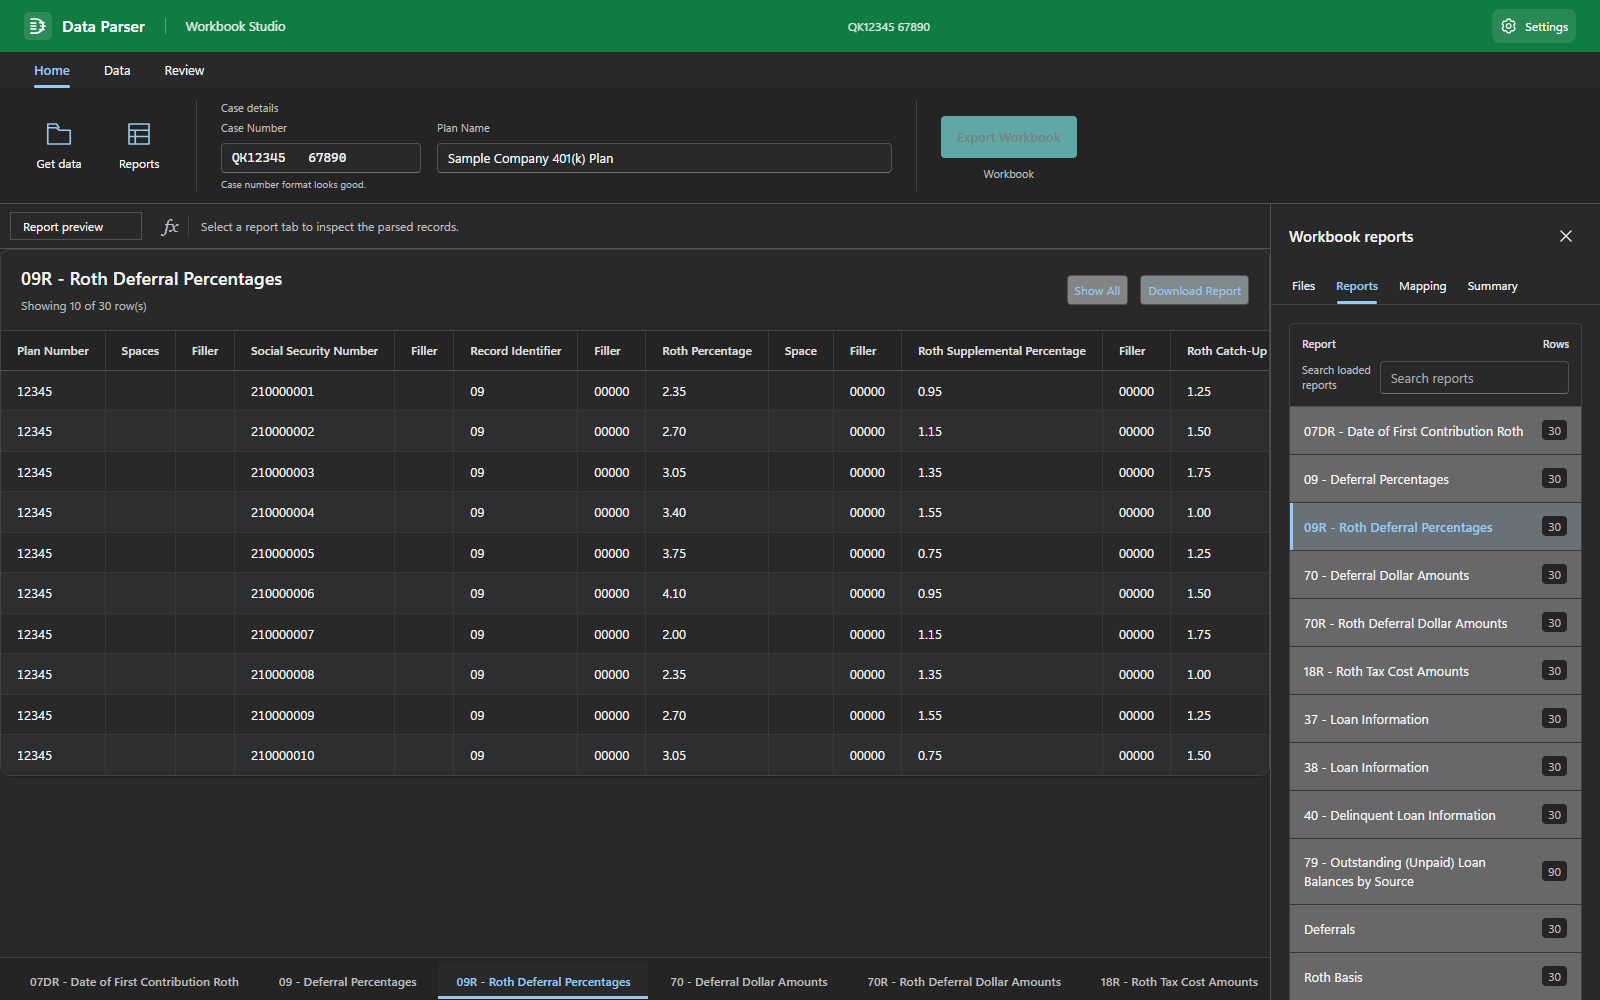 Data Parser
Workbook Studio
QK12345 67890
Settings
Home
Data
Review
Get data
Reports
Case details
Case Number
Plan Name
QK12345 67890
Sample Company 401(k) Plan
Case number format looks good.
Export Workbook
Workbook
Report preview
fx
Select a report tab to inspect the parsed records.
09R - Roth Deferral Percentages
Showing 10 of 30 row(s)
Show All
Download Report
Plan Number Spaces Filler Social Security Number Filler Record Identifier Filler Roth Percentage Space Filler Roth Supplemental Percentage Filler Roth Catch-Up
12345 210000001 09 00000 2.35 00000 0.95 00000 1.25
12345 210000002 09 00000 2.70 00000 1.15 00000 1.50
12345 210000003 09 00000 3.05 00000 1.35 00000 1.75
12345 210000004 09 00000 3.40 00000 1.55 00000 1.00
12345 210000005 09 00000 3.75 00000 0.75 00000 1.25
12345 210000006 09 00000 4.10 00000 0.95 00000 1.50
12345 210000007 09 00000 2.00 00000 1.15 00000 1.75
12345 210000008 09 00000 2.35 00000 1.35 00000 1.00
12345 210000009 09 00000 2.70 00000 1.55 00000 1.25
12345 210000010 09 00000 3.05 00000 0.75 00000 1.50
07DR - Date of First Contribution Roth
09 - Deferral Percentages
09R - Roth Deferral Percentages
70 - Deferral Dollar Amounts
70R - Roth Deferral Dollar Amounts
18R - Roth Tax Cost Amounts
Workbook reports
Files
Reports
Mapping
Summary
Report Rows
Search loaded
reports
Search reports
07DR - Date of First Contribution Roth 30
09 - Deferral Percentages 30
09R - Roth Deferral Percentages 30
70 - Deferral Dollar Amounts 30
70R - Roth Deferral Dollar Amounts 30
18R - Roth Tax Cost Amounts 30
37 - Loan Information 30
38 - Loan Information 30
40 - Delinquent Loan Information 30
79 - Outstanding (Unpaid) Loan
Balances by Source 90
Deferrals 30
Roth Basis 30